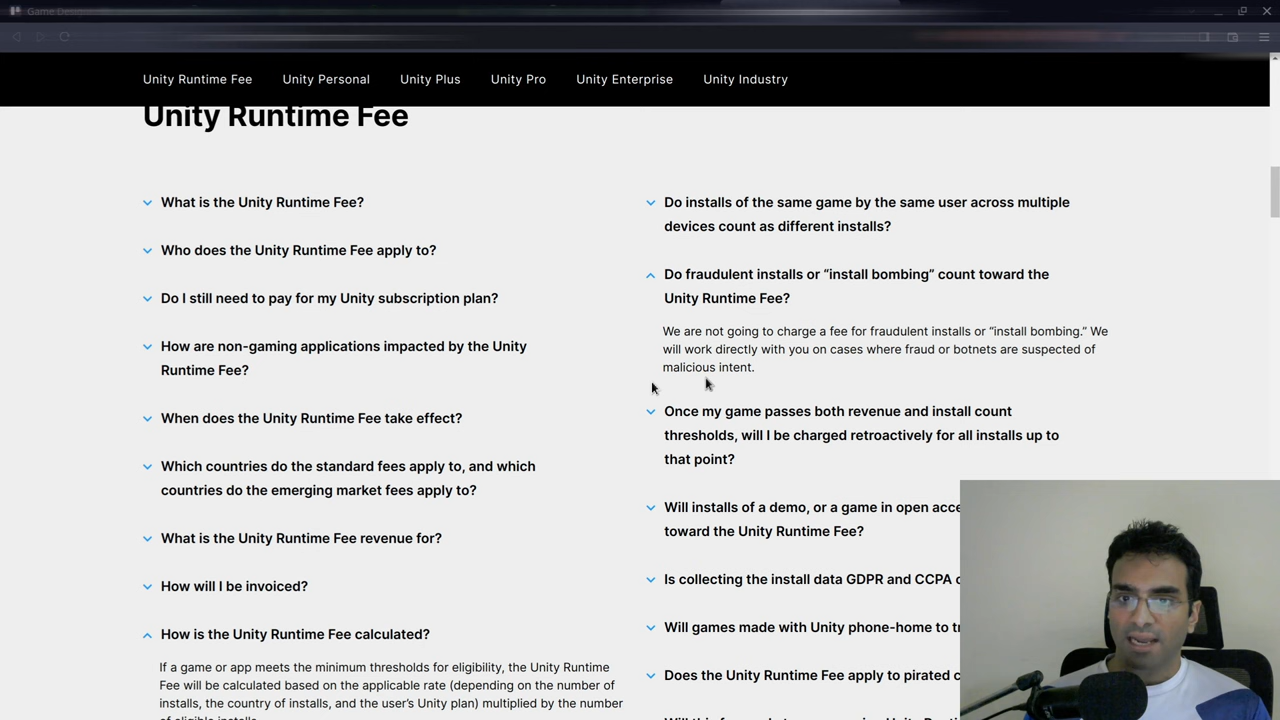 Game Desig
Unity Runtime Fee Unity Personal Unity Plus Unity Pro Unity Enterprise Unity Industry
Unity Runtime Fee
What is the Unity Runtime Fee?
Who does the Unity Runtime Fee apply to?
Do I still need to pay for my Unity subscription plan?
How are non-gaming applications impacted by the Unity
Runtime Fee?
When does the Unity Runtime Fee take effect?
Which countries do the standard fees apply to, and which
countries do the emerging market fees apply to?
What is the Unity Runtime Fee revenue for?
How will I be invoiced?
How is the Unity Runtime Fee calculated?
If a game or app meets the minimum thresholds for eligibility, the Unity Runtime
Fee will be calculated based on the applicable rate (depending on the number of
installs, the country of installs, and the user's Unity plan) multiplied by the number
of eligible installs
Do installs of the same game by the same user across multiple
devices count as different installs?
Do fraudulent installs or “install bombing” count toward the
Unity Runtime Fee?
We are not going to charge a fee for fraudulent installs or “install bombing.” We
will work directly with you on cases where fraud or botnets are suspected of
malicious intent.
Once my game passes both revenue and install count
thresholds, will I be charged retroactively for all installs up to
that point?
Will installs of a demo, or a game in open acce
toward the Unity Runtime Fee?
Is collecting the install data GDPR and CCPA
Will games made with Unity phone-home to
Does the Unity Runtime Fee apply to pirated